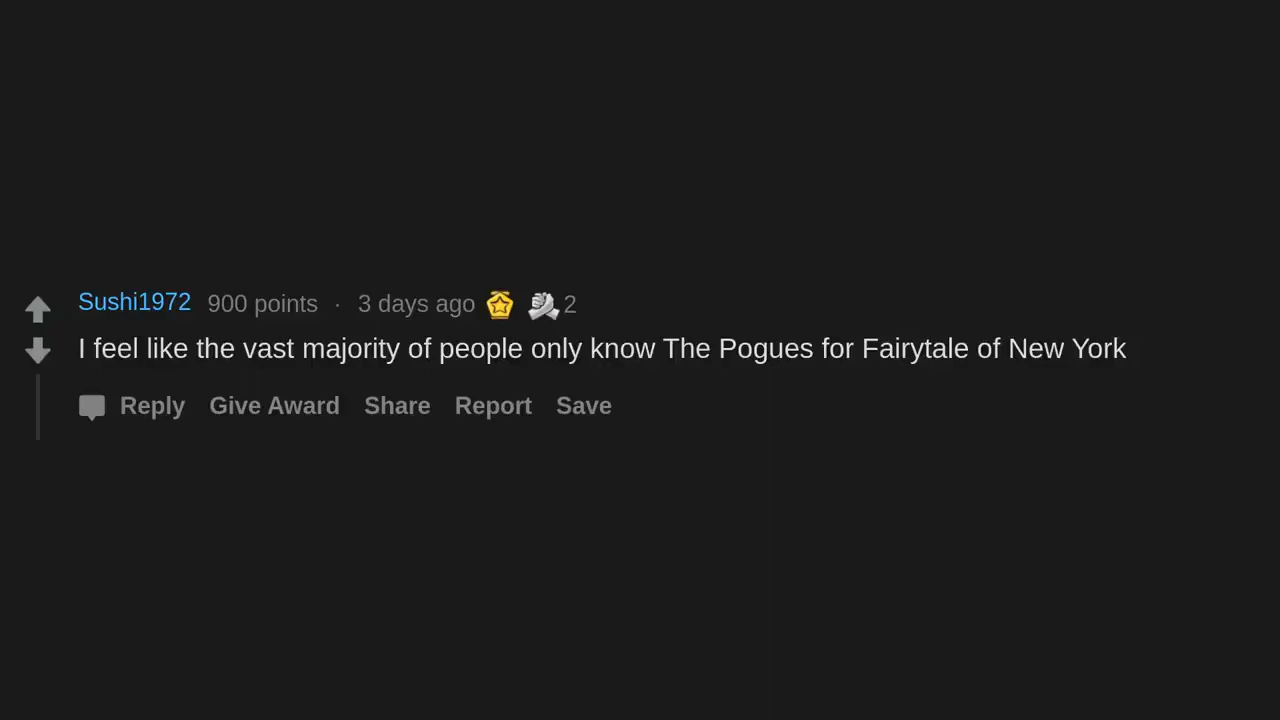 Sushi1972 900 points · 3 days ago 2
I feel like the vast majority of people only know The Pogues for Fairytale of New York
Reply Give Award Share Report Save